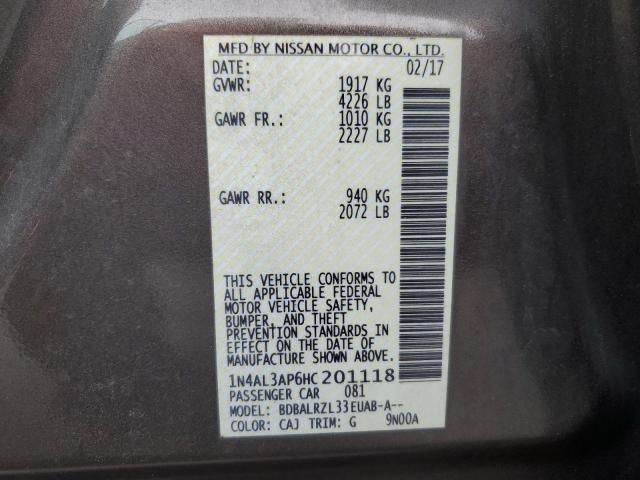 MFD BY NISSAN MOTOR CO., LTD.
DATE: 02/17
GVWR: 1917 KG
4226 LB
GAWR FR.: 1010 KG
2227 LB
GAWR RR.: 940 KG
2072 LB
THIS VEHICLE CONFORMS TO
ALL APPLICABLE FEDERAL
MOTOR VEHICLE SAFETY,
BUMPER, AND THEFT
PREVENTION STANDARDS IN
EFFECT ON THE DATE OF
MANUFACTURE SHOWN ABOVE.
1N4AL3AP6HC201118
PASSENGER CAR 081
MODEL: BDBALRZL33EUAB-A--
COLOR: CAJ TRIM: G 9N00A